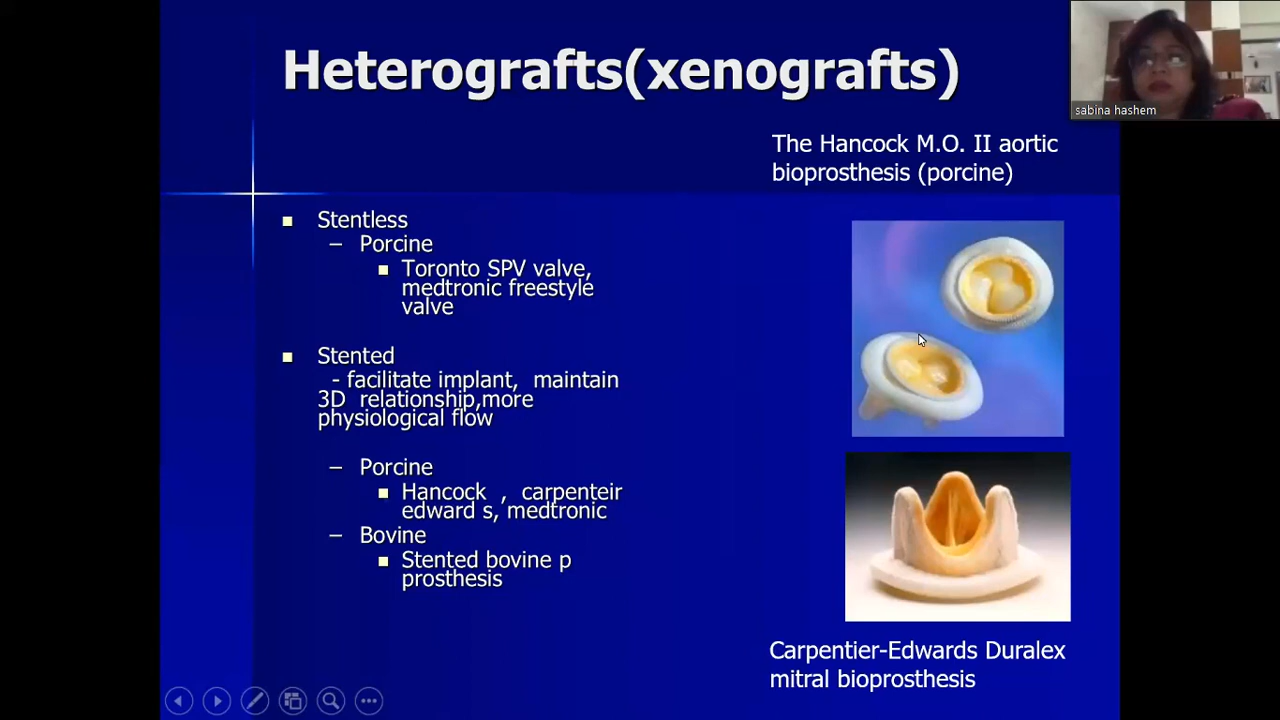 Heterografts(xenografts)
sabina hashem
The Hancock M.O. II aortic
bioprosthesis (porcine)
■ Stentless
– Porcine
■ Toronto SPV valve,
medtronic freestyle
valve
■ Stented
- facilitate implant, maintain
3D relationship,more
physiological flow
– Porcine
■ Hancock , carpenteir
edward s, medtronic
– Bovine
■ Stented bovine p
prosthesis
Carpentier-Edwards Duralex
mitral bioprosthesis